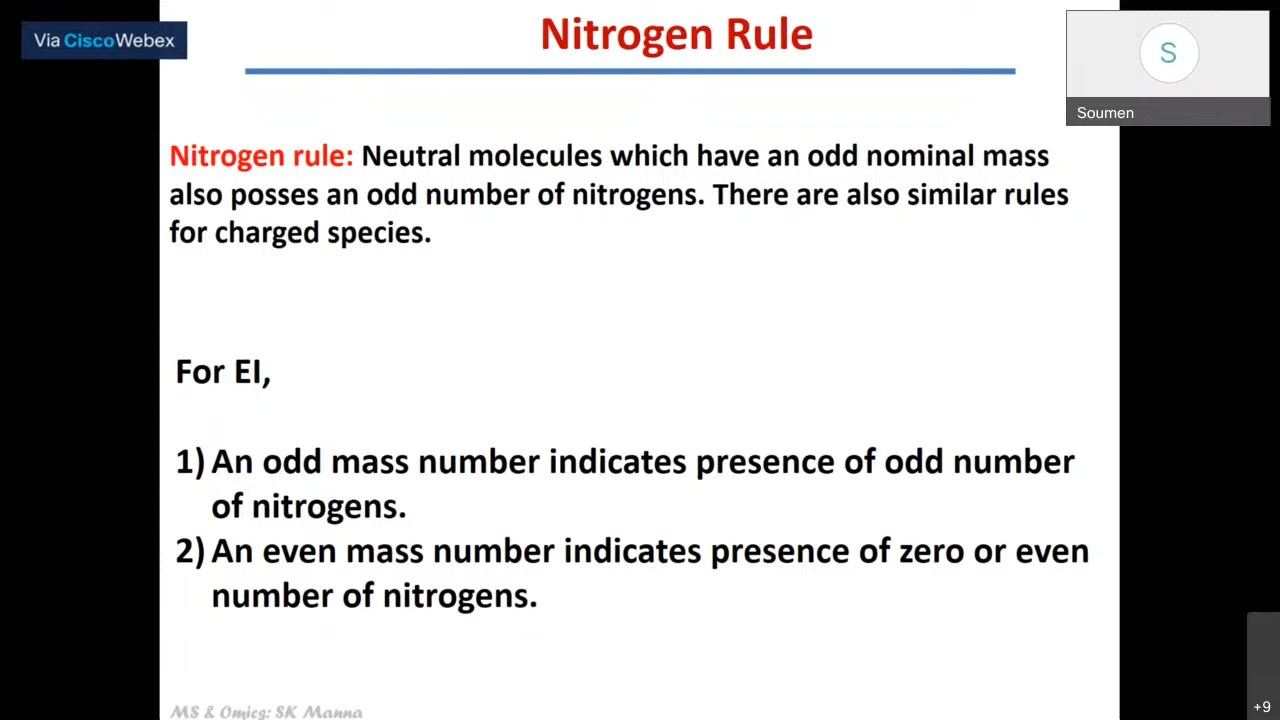 Via CiscoWebex
Nitrogen Rule
S
Soumen
Nitrogen rule: Neutral molecules which have an odd nominal mass
also posses an odd number of nitrogens. There are also similar rules
for charged species.
For EI,
1) An odd mass number indicates presence of odd number
of nitrogens.
2) An even mass number indicates presence of zero or even
number of nitrogens.
MS & Omics: SK Manna
+9